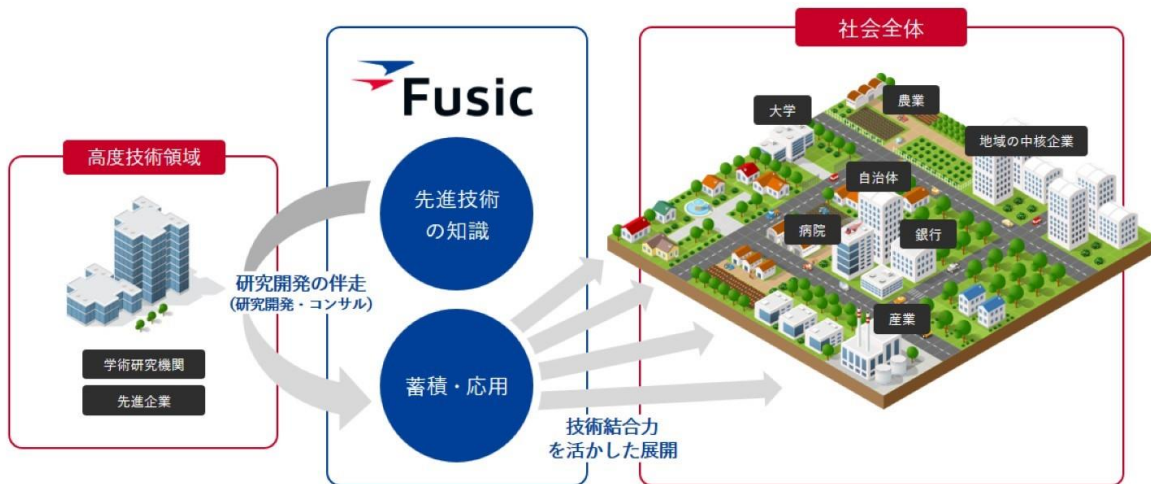 高度技術領域
学術研究機関
先進企業
研究開発の伴走
(研究開発・コンサル)
Fusic
先進技術
の知識
蓄積・応用
技術結合力
を活かした展開
社会全体
大学
農業
地域の中核企業
自治体
病院
銀行
産業